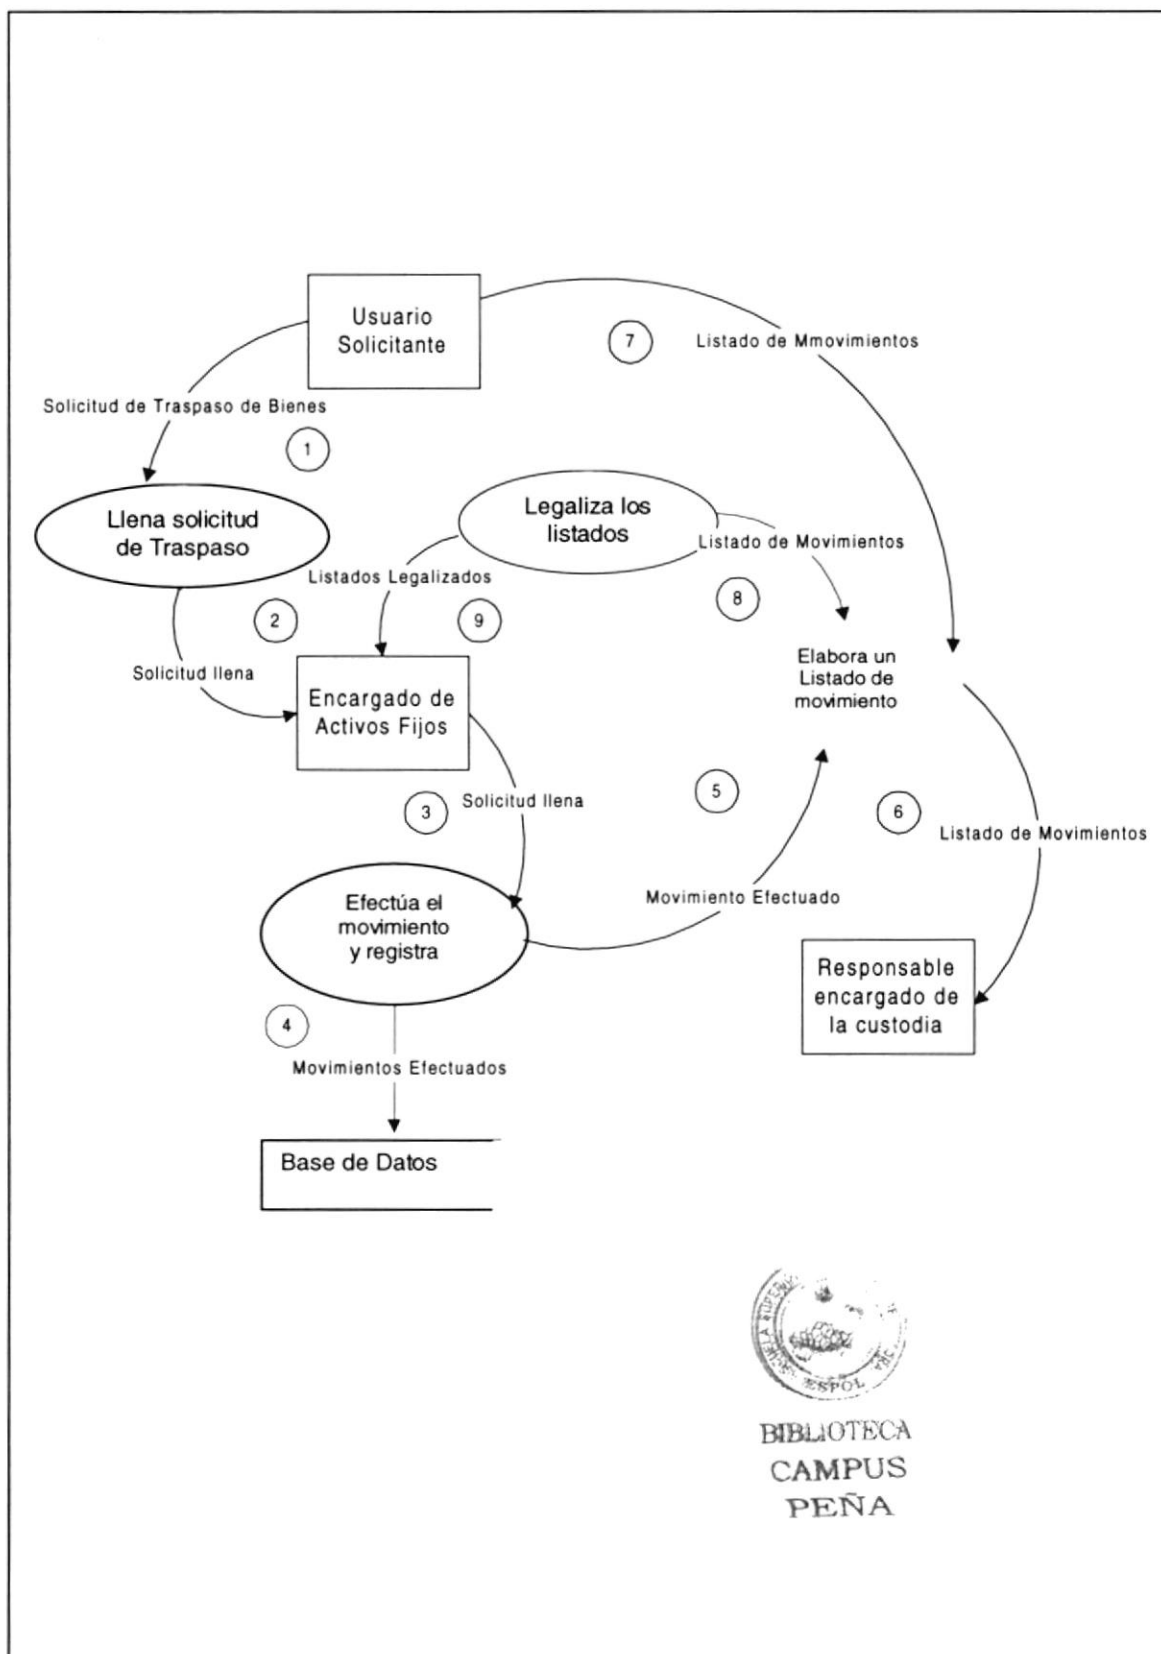 Usuario
Solicitante
7
Listado de Mmovimientos
Solicitud de Traspaso de Bienes
1
Llena solicitud
de Traspaso
Legaliza los
listados
Listado de Movimientos
Listados Legalizados
8
2
9
Solicitud llena
Elabora un
Listado de
movimiento
Encargado de
Activos Fijos
3
Solicitud llena
5
6
Listado de Movimientos
Movimiento Efectuado
Efectúa el
movimiento
y registra
Responsable
encargado de
la custodia
4
Movimientos Efectuados
Base de Datos
ESPOL
BIBLIOTECA
CAMPUS
PEÑA